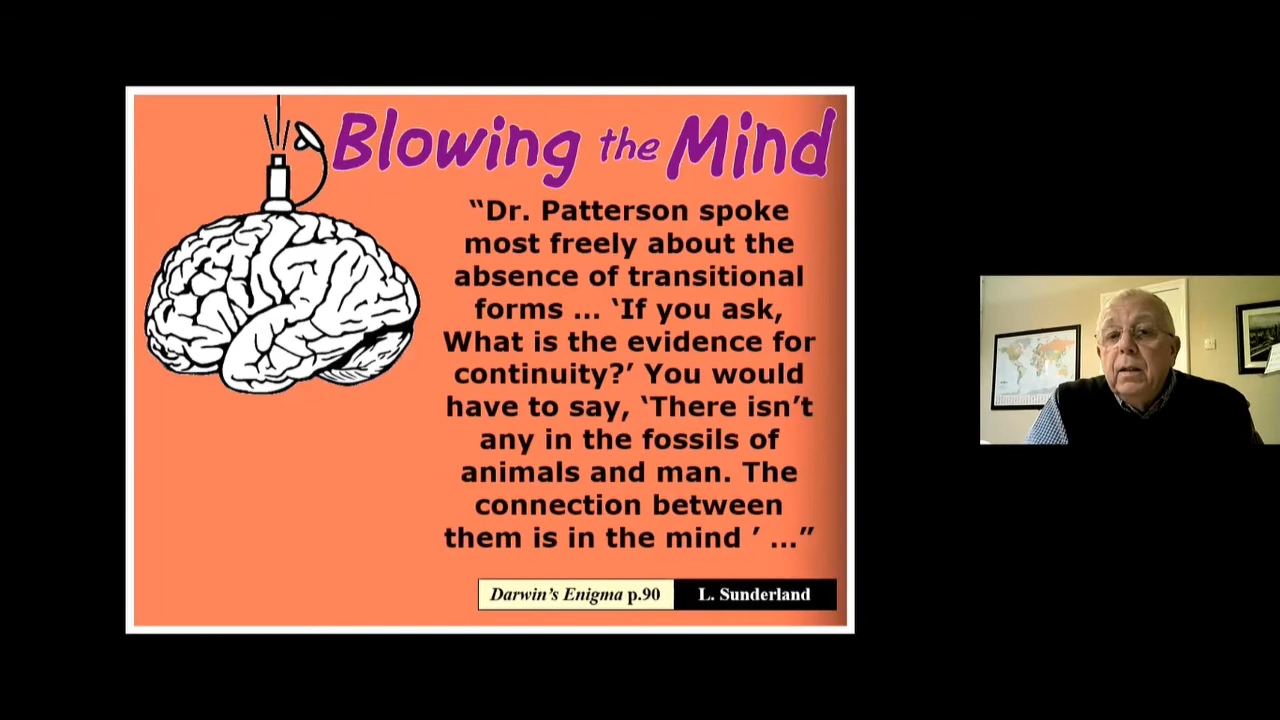 Blowing the Mind
“Dr. Patterson spoke
most freely about the
absence of transitional
forms ... ‘If you ask,
What is the evidence for
continuity?’ You would
have to say, ‘There isn’t
any in the fossils of
animals and man. The
connection between
them is in the mind ’ ...”
Darwin’s Enigma p.90 L. Sunderland